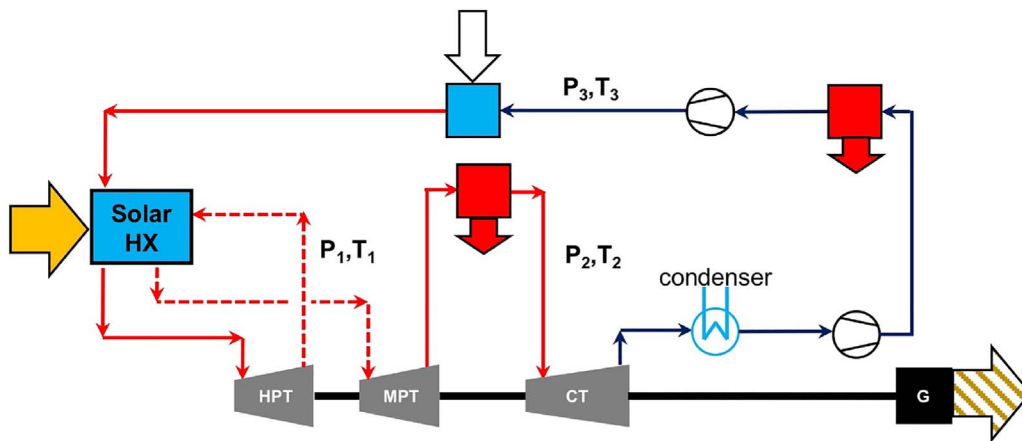 P₃,T₃
Solar
HX
P₁,T₁
P₂,T₂
condenser
HPT
MPT
CT
G